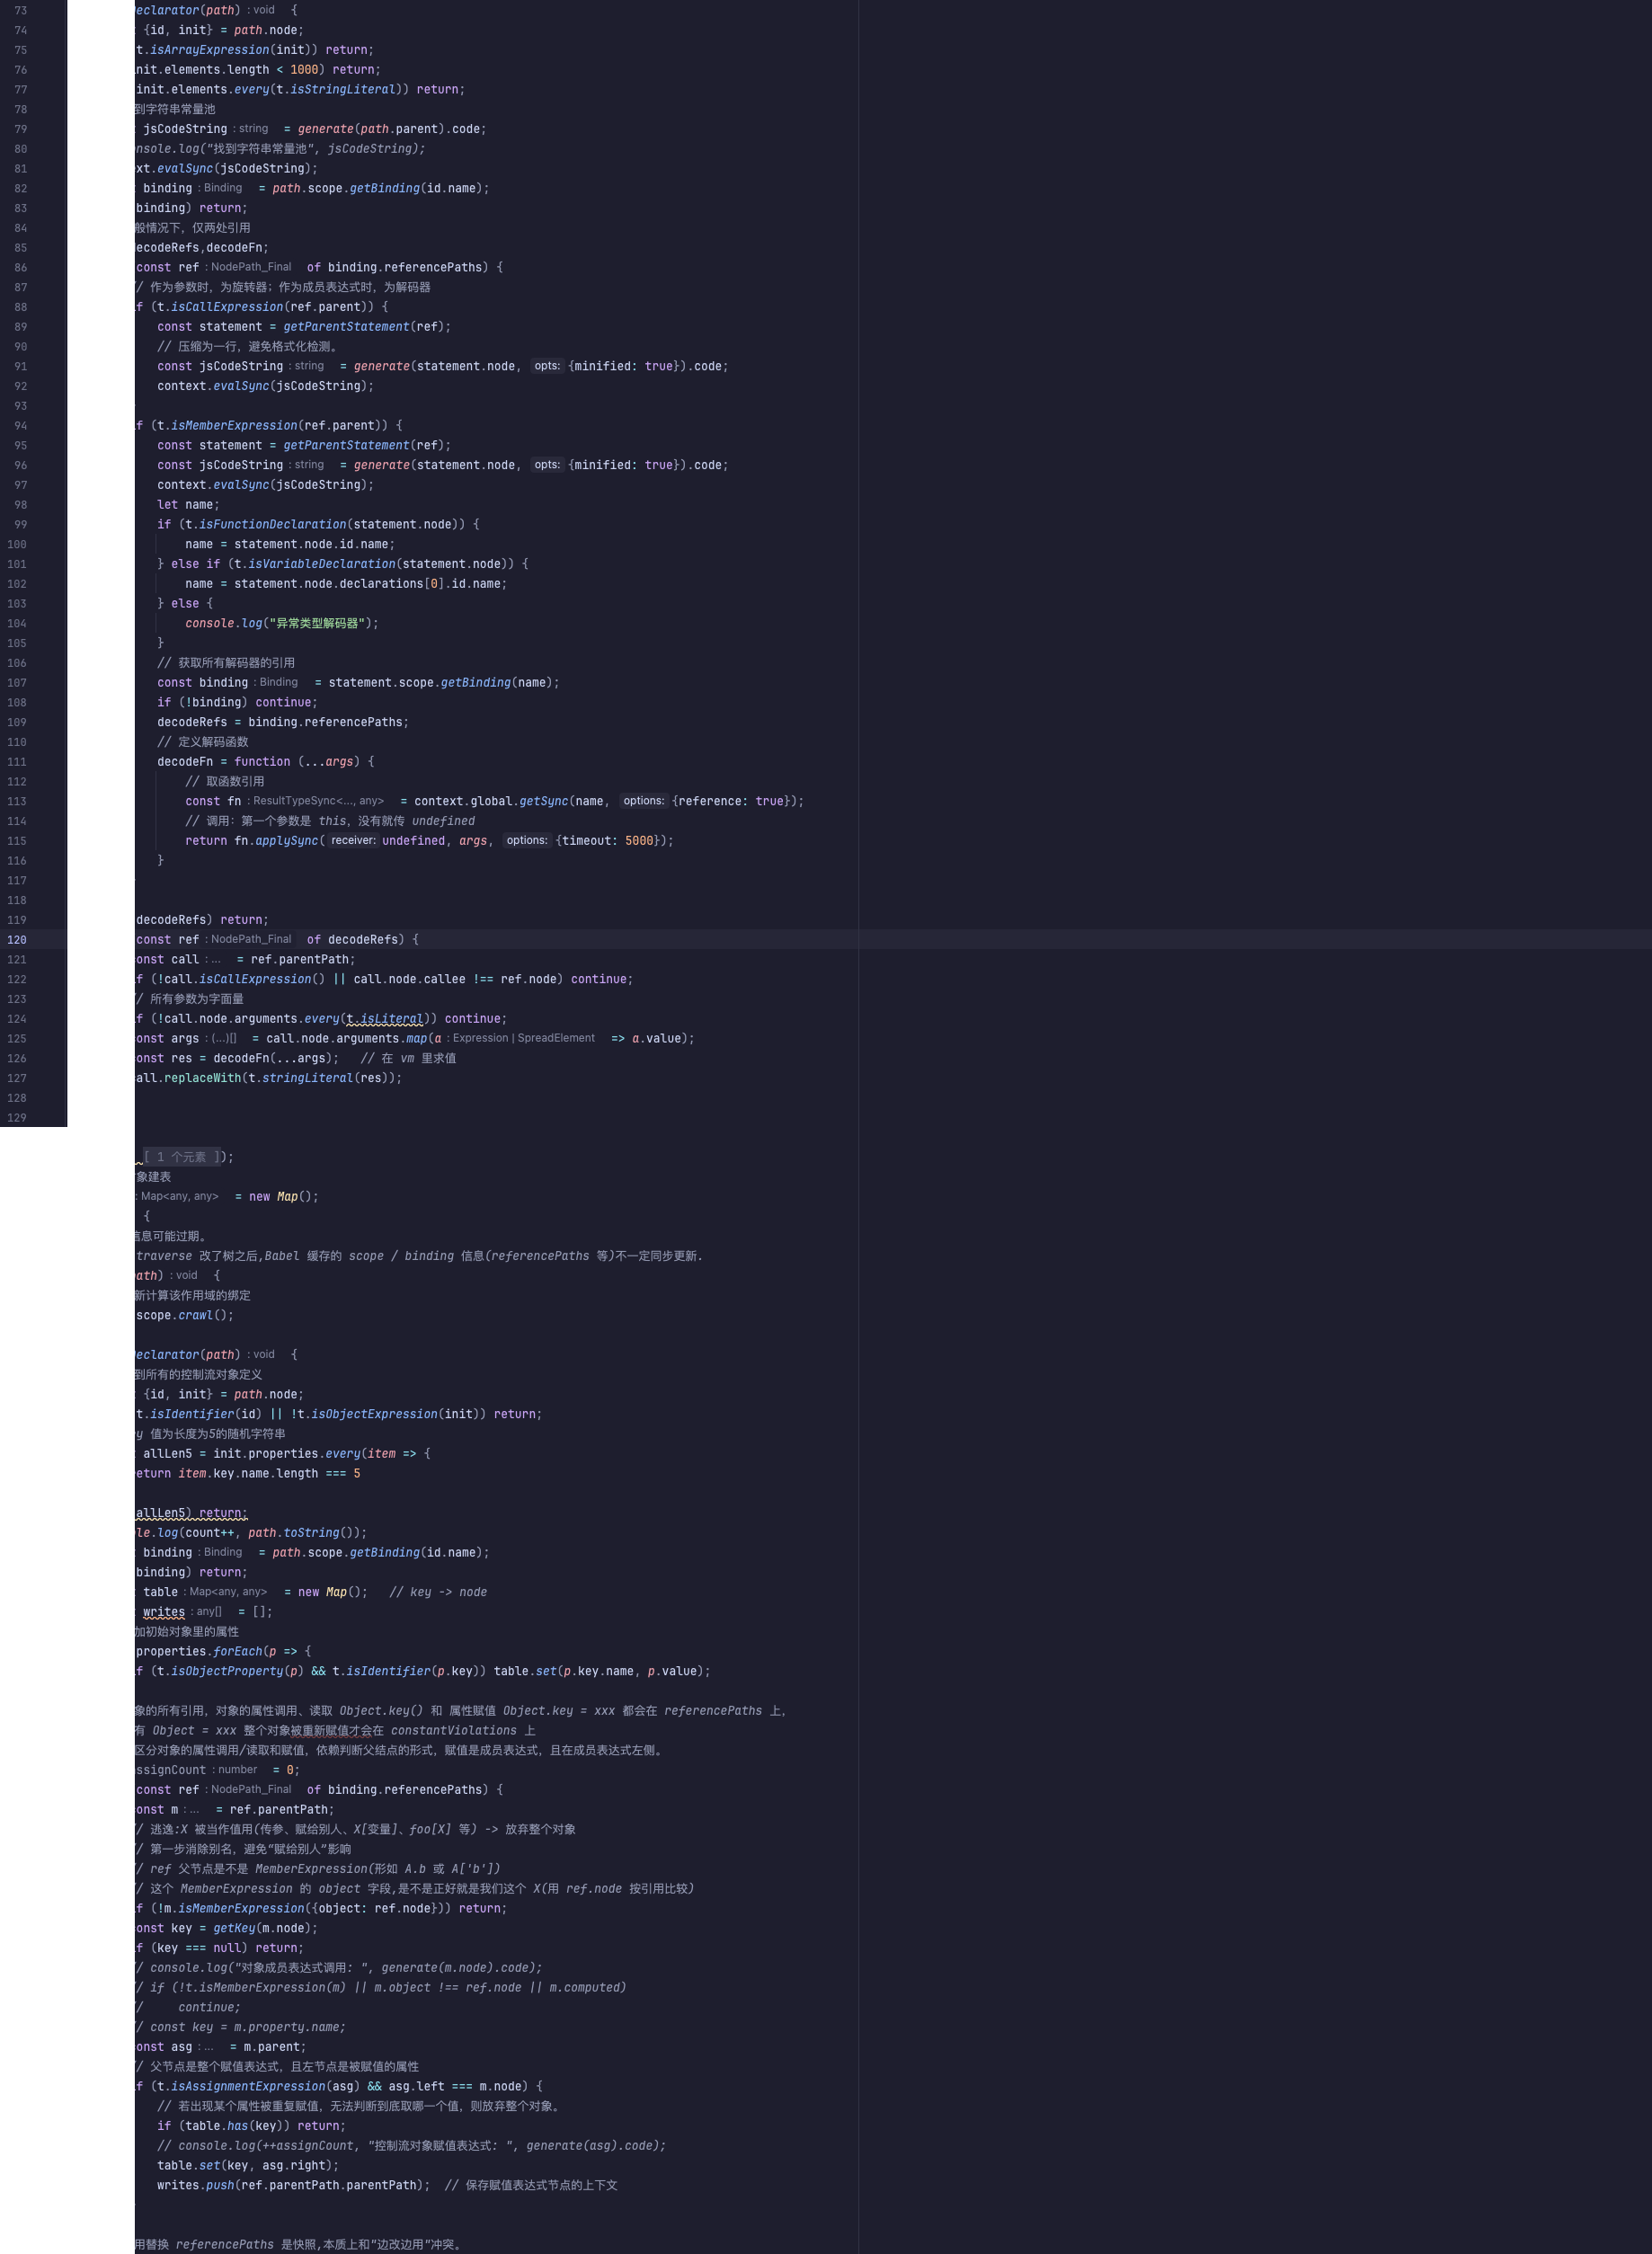 73 eclarator(path) : void {
74 {id, init} = path.node;
75 t.isArrayExpression(init)) return;
76 init.elements.length < 1000) return;
77 init.elements.every(t.isStringLiteral)) return;
78 到字符串常量池
79 jsCodeString : string = generate(path.parent).code;
80 nsole.log("找到字符串常量池", jsCodeString);
81 xt.evalSync(jsCodeString);
82 binding : Binding = path.scope.getBinding(id.name);
83 binding) return;
84 般情况下，仅两处引用
85 decodeRefs,decodeFn;
86 const ref : NodePath_Final of binding.referencePaths) {
87 // 作为参数时，为旋转器；作为成员表达式时，为解码器
88 if (t.isCallExpression(ref.parent)) {
89 const statement = getParentStatement(ref);
90 // 压缩为一行，避免格式化检测。
91 const jsCodeString : string = generate(statement.node, opts: {minified: true}).code;
92 context.evalSync(jsCodeString);
93
94 if (t.isMemberExpression(ref.parent)) {
95 const statement = getParentStatement(ref);
96 const jsCodeString : string = generate(statement.node, opts: {minified: true}).code;
97 context.evalSync(jsCodeString);
98 let name;
99 if (t.isFunctionDeclaration(statement.node)) {
100 name = statement.node.id.name;
101 } else if (t.isVariableDeclaration(statement.node)) {
102 name = statement.node.declarations[0].id.name;
103 } else {
104 console.log("异常类型解码器");
105 }
106 // 获取所有解码器的引用
107 const binding : Binding = statement.scope.getBinding(name);
108 if (!binding) continue;
109 decodeRefs = binding.referencePaths;
110 // 定义解码函数
111 decodeFn = function (...args) {
112 // 取函数引用
113 const fn : ResultTypeSync<..., any> = context.global.getSync(name, options: {reference: true});
114 // 调用：第一个参数是 this，没有就传 undefined
115 return fn.applySync( receiver: undefined, args, options: {timeout: 5000});
116 }
117
118
119 decodeRefs) return;
120 const ref : NodePath_Final of decodeRefs) {
121 const call : ... = ref.parentPath;
122 if (!call.isCallExpression() || call.node.callee !== ref.node) continue;
123 // 所有参数为字面量
124 if (!call.node.arguments.every(t.isLiteral)) continue;
125 const args : (...)[] = call.node.arguments.map(a : Expression | SpreadElement => a.value);
126 const res = decodeFn(...args); // 在 vm 里求值
127 call.replaceWith(t.stringLiteral(res));
128
129
[ 1 个元素 ]);
象建表
: Map<any, any> = new Map();
{
信息可能过期。
traverse 改了树之后,Babel 缓存的 scope / binding 信息(referencePaths 等)不一定同步更新.
path) : void {
新计算该作用域的绑定
scope.crawl();
eclarator(path) : void {
到所有的控制流对象定义
{id, init} = path.node;
t.isIdentifier(id) || !t.isObjectExpression(init)) return;
y 值为长度为5的随机字符串
allLen5 = init.properties.every(item => {
return item.key.name.length === 5
allLen5) return;
le.log(count++, path.toString());
binding : Binding = path.scope.getBinding(id.name);
binding) return;
table : Map<any, any> = new Map(); // key -> node
writes : any[] = [];
加初始对象里的属性
properties.forEach(p => {
if (t.isObjectProperty(p) && t.isIdentifier(p.key)) table.set(p.key.name, p.value);
象的所有引用，对象的属性调用、读取 Object.key() 和 属性赋值 Object.key = xxx 都会在 referencePaths 上，
有 Object = xxx 整个对象被重新赋值才会在 constantViolations 上
区分对象的属性调用/读取和赋值，依赖判断父结点的形式，赋值是成员表达式，且在成员表达式左侧。
assignCount : number = 0;
const ref : NodePath_Final of binding.referencePaths) {
const m : ... = ref.parentPath;
// 逃逸:X 被当作值用(传参、赋给别人、X[变量]、foo[X] 等) -> 放弃整个对象
// 第一步消除别名，避免“赋给别人”影响
// ref 父节点是不是 MemberExpression(形如 A.b 或 A['b'])
// 这个 MemberExpression 的 object 字段,是不是正好就是我们这个 X(用 ref.node 按引用比较)
if (!m.isMemberExpression({object: ref.node})) return;
const key = getKey(m.node);
if (key === null) return;
// console.log("对象成员表达式调用: ", generate(m.node).code);
// if (!t.isMemberExpression(m) || m.object !== ref.node || m.computed)
// continue;
// const key = m.property.name;
const asg : ... = m.parent;
// 父节点是整个赋值表达式，且左节点是被赋值的属性
if (t.isAssignmentExpression(asg) && asg.left === m.node) {
// 若出现某个属性被重复赋值，无法判断到底取哪一个值，则放弃整个对象。
if (table.has(key)) return;
// console.log(++assignCount, "控制流对象赋值表达式: ", generate(asg).code);
table.set(key, asg.right);
writes.push(ref.parentPath.parentPath); // 保存赋值表达式节点的上下文
用替换 referencePaths 是快照,本质上和"边改边用"冲突。